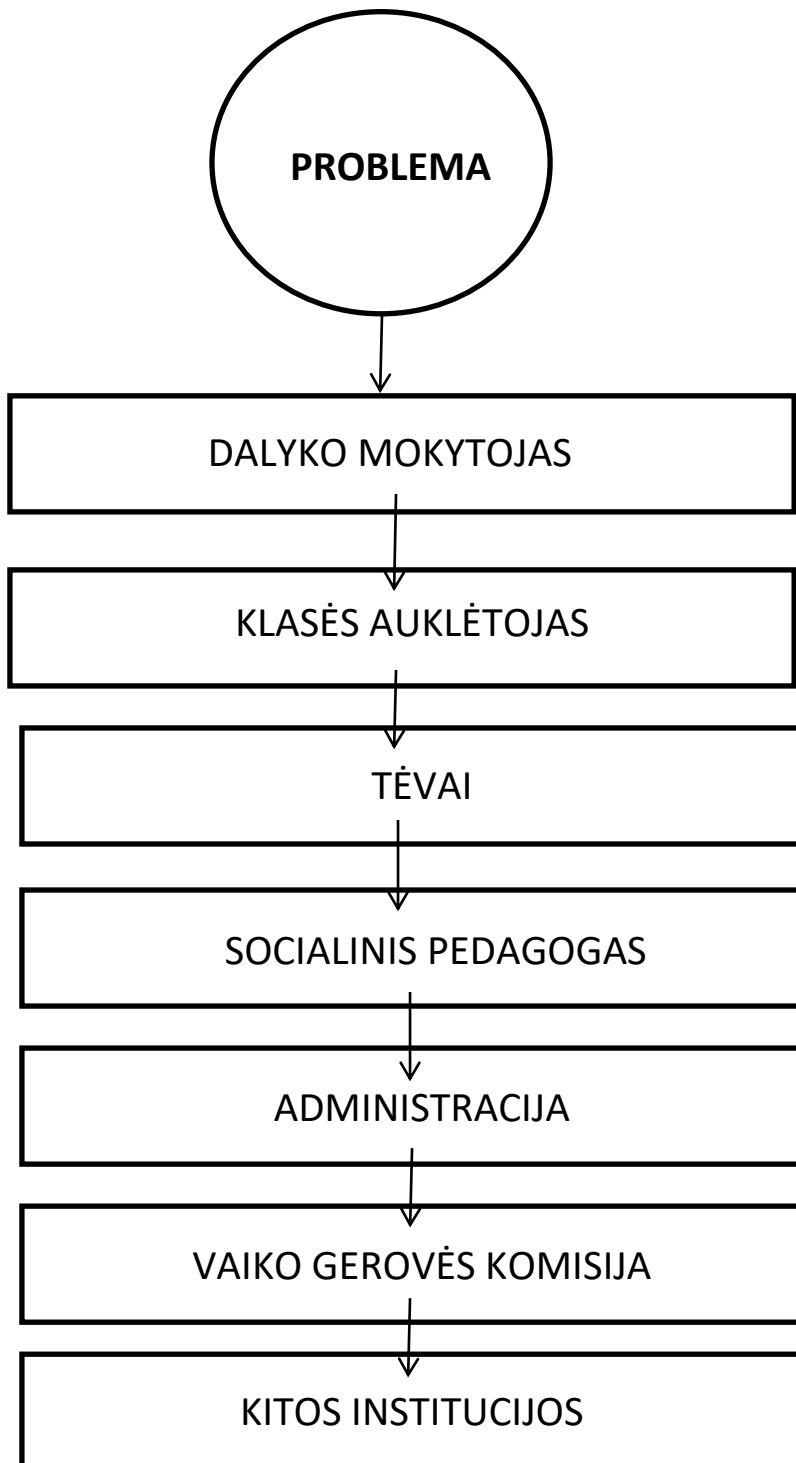 PROBLEMA
DALYKO MOKYTOJAS
KLASĖS AUKLĖTOJAS
TĖVAI
SOCIALINIS PEDAGOGAS
ADMINISTRACIJA
VAIKO GEROVĖS KOMISIJA
KITOS INSTITUCIJOS